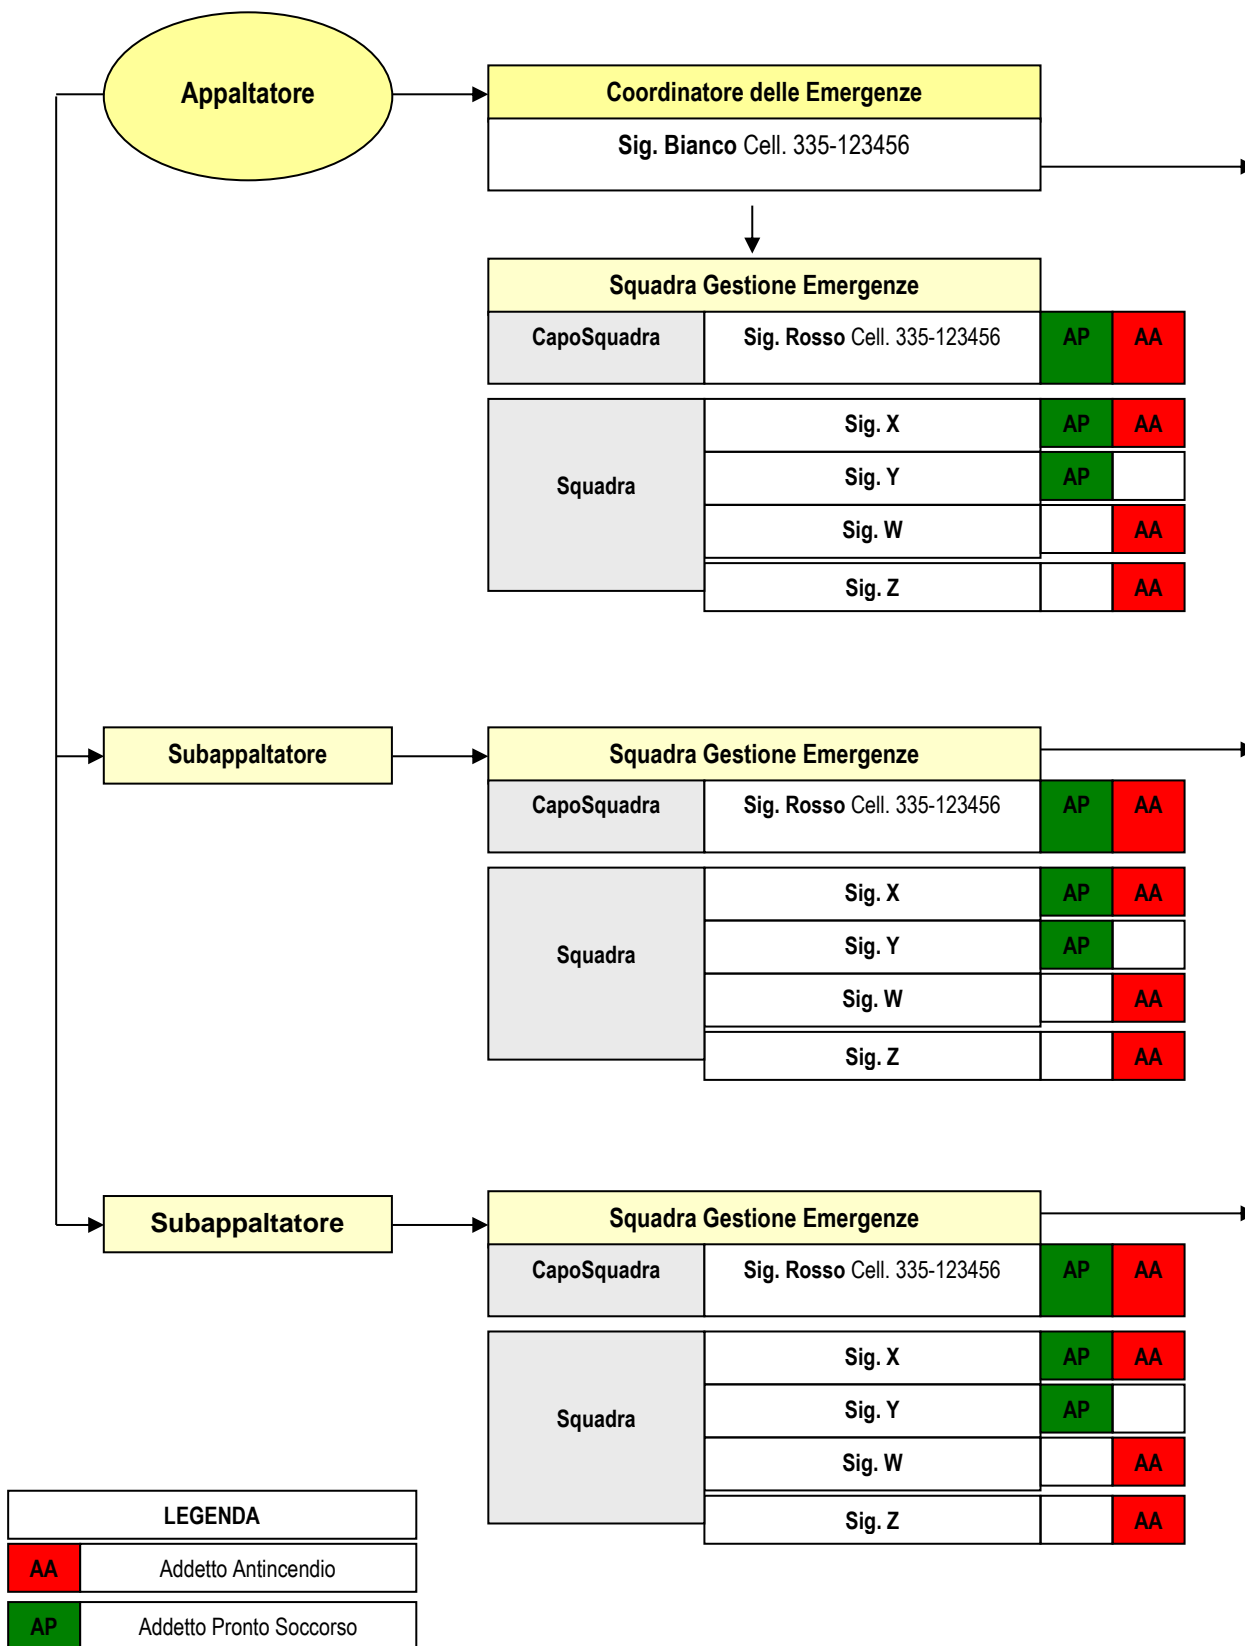 Appaltatore
Coordinatore delle Emergenze
Sig. Bianco Cell. 335-123456
Squadra Gestione Emergenze
CapoSquadra Sig. Rosso Cell. 335-123456 AP AA
Sig. X AP AA
Squadra Sig. Y AP
Sig. W AA
Sig. Z AA
Subappaltatore Squadra Gestione Emergenze
CapoSquadra Sig. Rosso Cell. 335-123456 AP AA
Sig. X AP AA
Squadra Sig. Y AP
Sig. W AA
Sig. Z AA
Subappaltatore Squadra Gestione Emergenze
CapoSquadra Sig. Rosso Cell. 335-123456 AP AA
Sig. X AP AA
Squadra Sig. Y AP
Sig. W AA
Sig. Z AA
LEGENDA
AA Addetto Antincendio
AP Addetto Pronto Soccorso